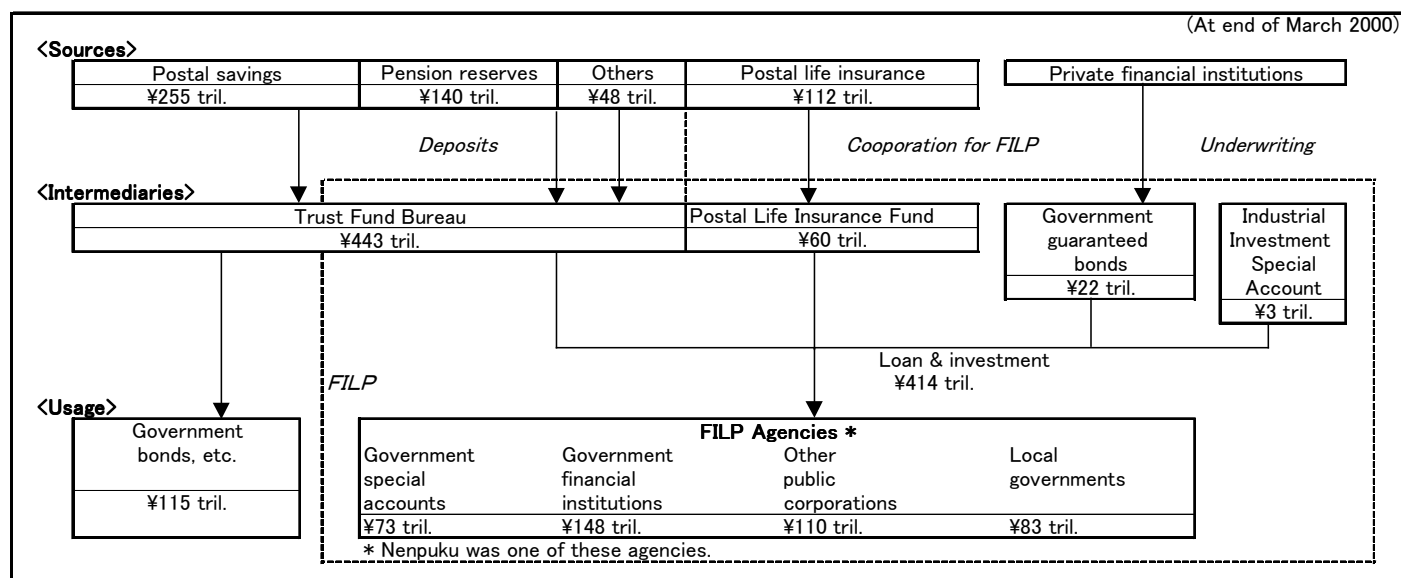 (At end of March 2000)
<Sources>
Postal savings Pension reserves Others Postal life insurance Private financial institutions
¥255 tril. ¥140 tril. ¥48 tril. ¥112 tril.
Deposits Cooporation for FILP Underwriting
<Intermediaries>
Trust Fund Bureau Postal Life Insurance Fund Government Industrial
¥443 tril. ¥60 tril. guaranteed Investment
bonds Special
¥22 tril. Account
¥3 tril.
Loan & investment
FILP ¥414 tril.
<Usage>
Government FILP Agencies *
bonds, etc. Government Government Other Local
special financial public governments
accounts institutions corporations
¥115 tril. ¥73 tril. ¥148 tril. ¥110 tril. ¥83 tril.
* Nenpuku was one of these agencies.